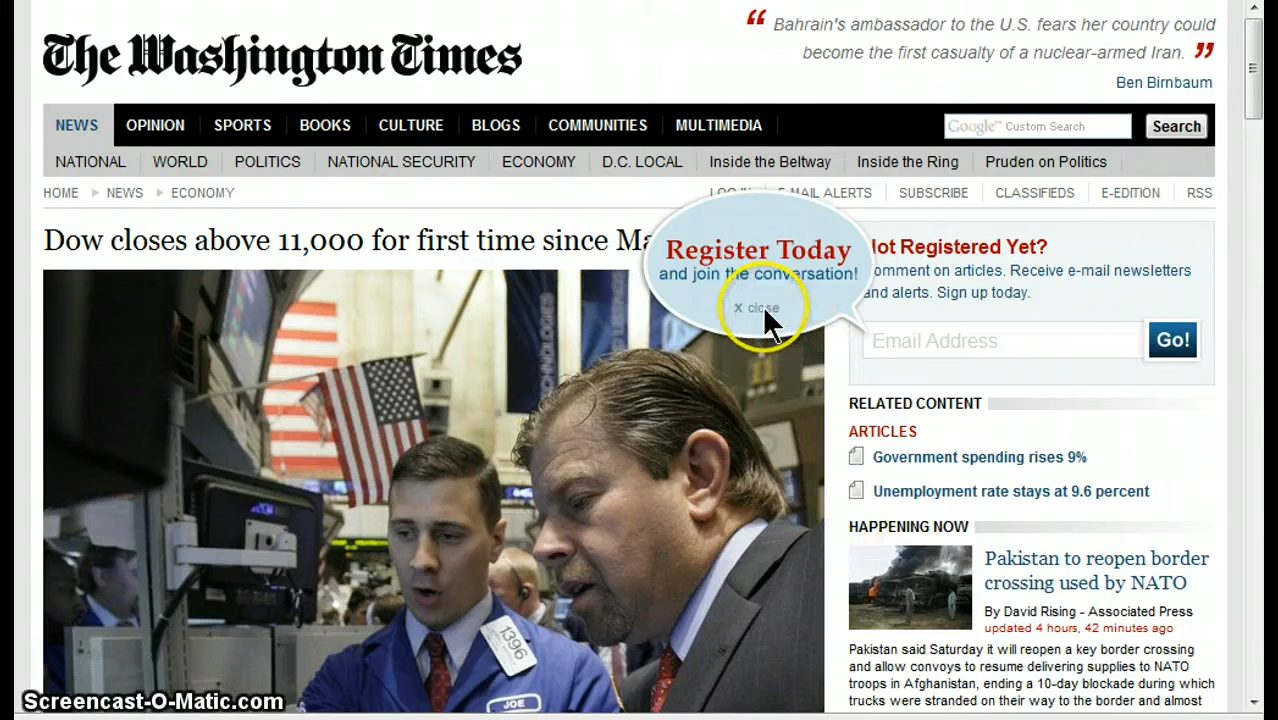 The Washington Times
“ Bahrain's ambassador to the U.S. fears her country could
become the first casualty of a nuclear-armed Iran. ”
Ben Birnbaum
NEWS OPINION SPORTS BOOKS CULTURE BLOGS COMMUNITIES MULTIMEDIA
Google™ Custom Search Search
NATIONAL WORLD POLITICS NATIONAL SECURITY ECONOMY D.C. LOCAL Inside the Beltway Inside the Ring Pruden on Politics
HOME NEWS ECONOMY
E-MAIL ALERTS SUBSCRIBE CLASSIFIEDS E-EDITION RSS
Dow closes above 11,000 for first time since
Register Today
and join the conversation!
X close
Not Registered Yet?
Comment on articles. Receive e-mail newsletters
and alerts. Sign up today.
Email Address Go!
RELATED CONTENT
ARTICLES
Government spending rises 9%
Unemployment rate stays at 9.6 percent
HAPPENING NOW
Pakistan to reopen border
crossing used by NATO
By David Rising - Associated Press
updated 4 hours, 42 minutes ago
Pakistan said Saturday it will reopen a key border crossing
and allow convoys to resume delivering supplies to NATO
troops in Afghanistan, ending a 10-day blockade during which
trucks were stranded on their way to the border and almost
TECHNOLOGIES
11
1396
JOE
Screencast-O-Matic.com